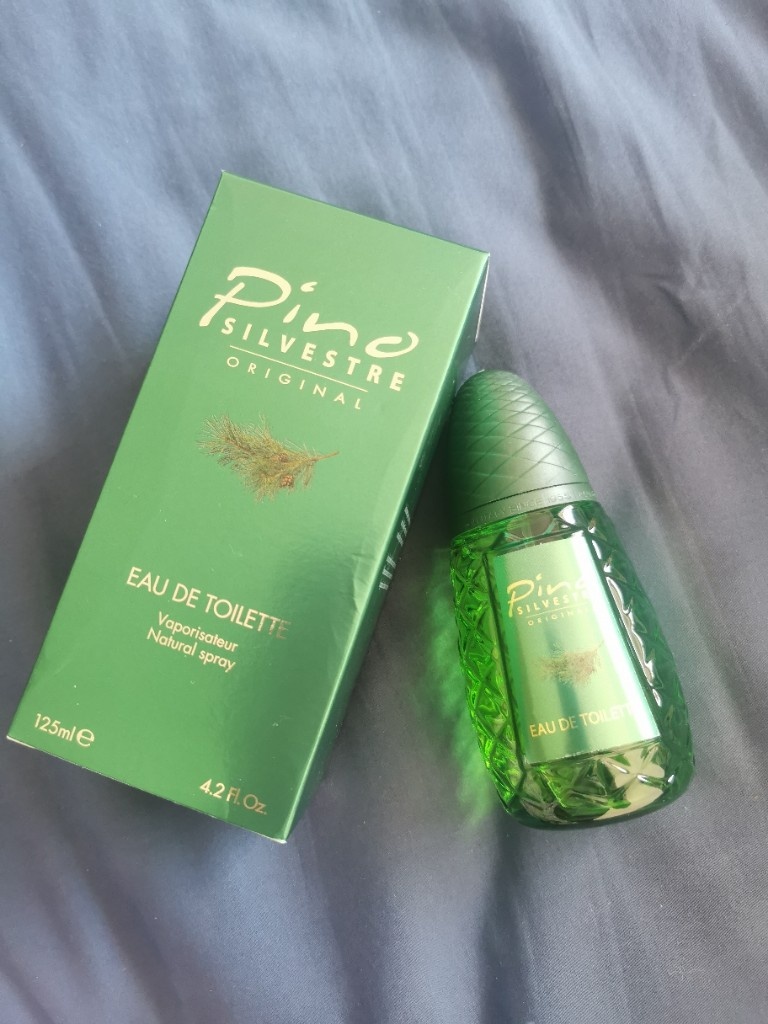 Pino
SILVESTRE
ORIGINAL
EAU DE TOILETTE
Vaporisateur
Natural spray
125ml e
4.2 Fl. Oz.
Pino
SILVESTRE
ORIGINAL
EAU DE TOILETTE